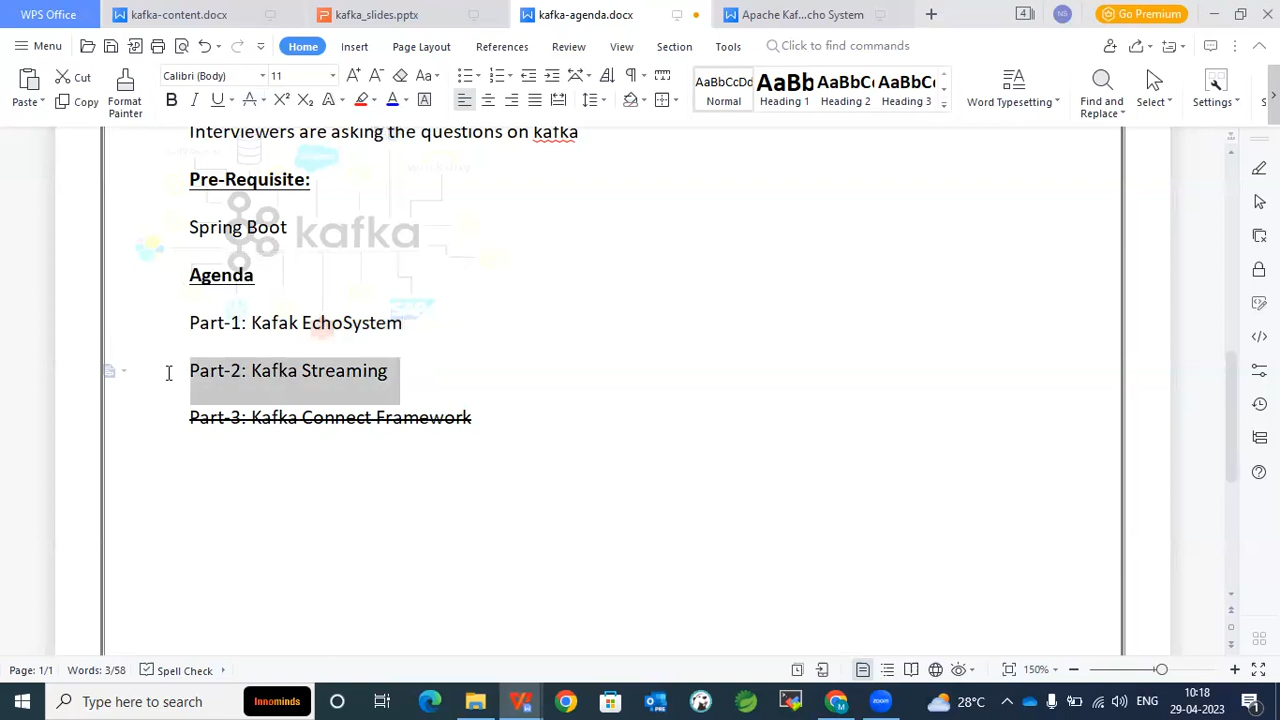 kafka-content.docx
kafka_slides.pptx
kafka-agenda.docx
Apache Kaf...cho System
WPS Office
4
NS
Go Premium
Menu
Home
Insert
Page Layout
References
Review
View
Section
Tools
Click to find commands
Paste
Cut
Copy
Format
Painter
Calibri (Body)
11
AaBbCcDd
Normal
AaBb
Heading 1
AaBbC
Heading 2
AaBbC
Heading 3
Word Typesetting
Find and
Replace
Select
Settings
Interviewers are asking the questions on kafka
Pre-Requisite:
Spring Boot
kafka
Agenda
Part-1: Kafak EchoSystem
Part-2: Kafka Streaming
Part-3: Kafka Connect Framework
Page: 1/1
Words: 3/58
Spell Check
150%
Type here to search
Innominds
28°C
ENG
10:18
29-04-2023